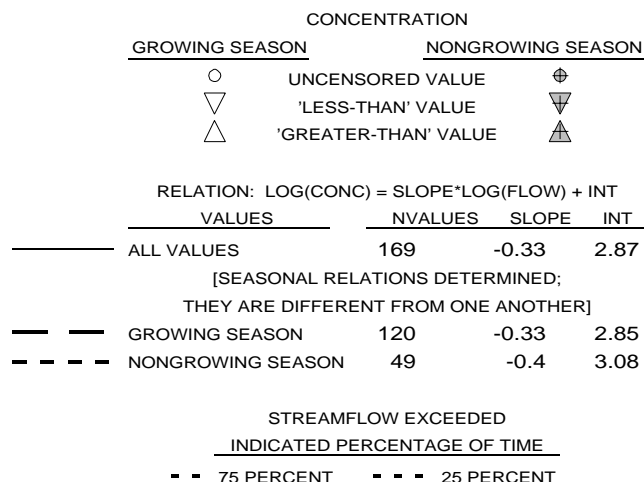 CONCENTRATION
GROWING SEASON NONGROWING SEASON
UNCENSORED VALUE
'LESS-THAN' VALUE
'GREATER-THAN' VALUE
RELATION: LOG(CONC) = SLOPE*LOG(FLOW) + INT
VALUES NVALUES SLOPE INT
ALL VALUES 169 -0.33 2.87
[SEASONAL RELATIONS DETERMINED;
THEY ARE DIFFERENT FROM ONE ANOTHER]
GROWING SEASON 120 -0.33 2.85
NONGROWING SEASON 49 -0.4 3.08
STREAMFLOW EXCEEDED
INDICATED PERCENTAGE OF TIME
75 PERCENT 25 PERCENT